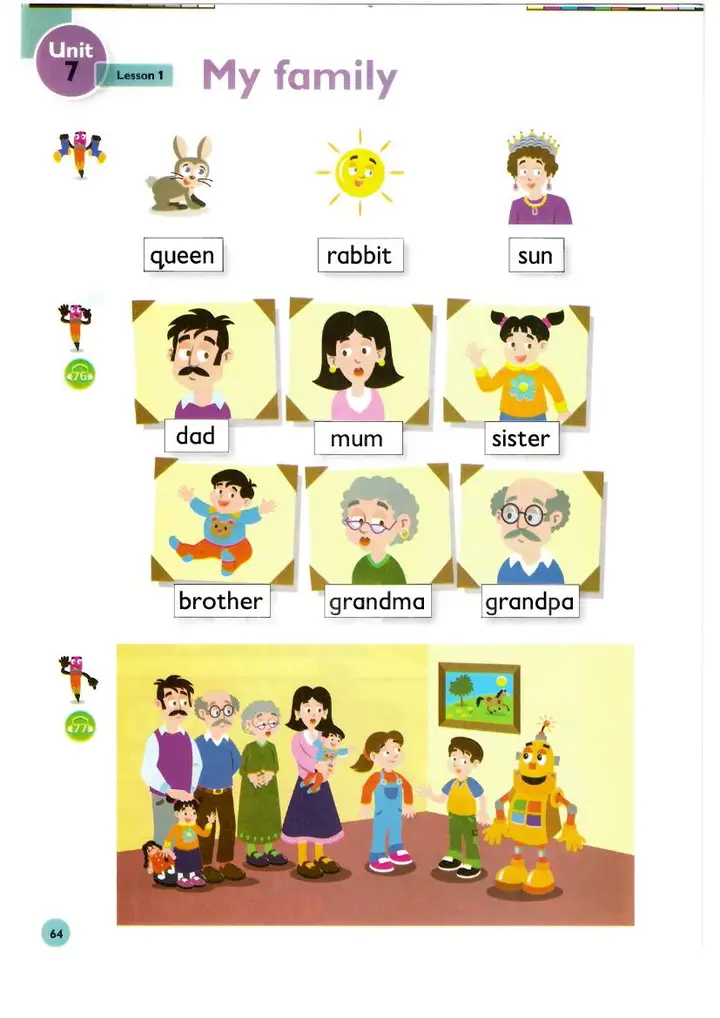 Unit
7
Lesson 1
My family
queen rabbit sun
76
dad mum sister
brother grandma grandpa
77
64